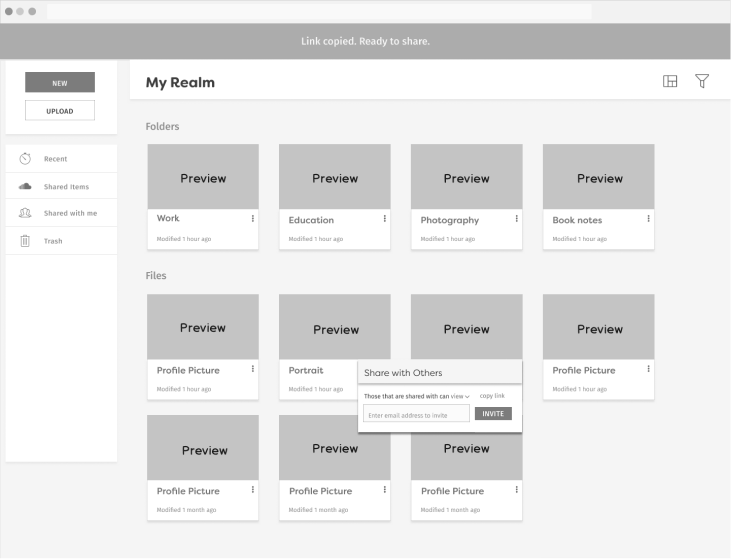 Link copied. Ready to share.
NEW
UPLOAD
Recent
Shared Items
Shared with me
Trash
My Realm
Folders
Preview
Preview
Preview
Preview
Work
Education
Photography
Book notes
Modified 1 hour ago
Modified 1 hour ago
Modified 1 hour ago
Modified 1 hour ago
Files
Preview
Preview
Preview
Preview
Profile Picture
Portrait
Profile Picture
Modified 1 hour ago
Modified 1 hour ago
Modified 1 hour ago
Share with Others
Those that are shared with can view
copy link
Enter email address to invite
INVITE
Preview
Preview
Preview
Profile Picture
Profile Picture
Profile Picture
Modified 1 month ago
Modified 1 month ago
Modified 1 month ago